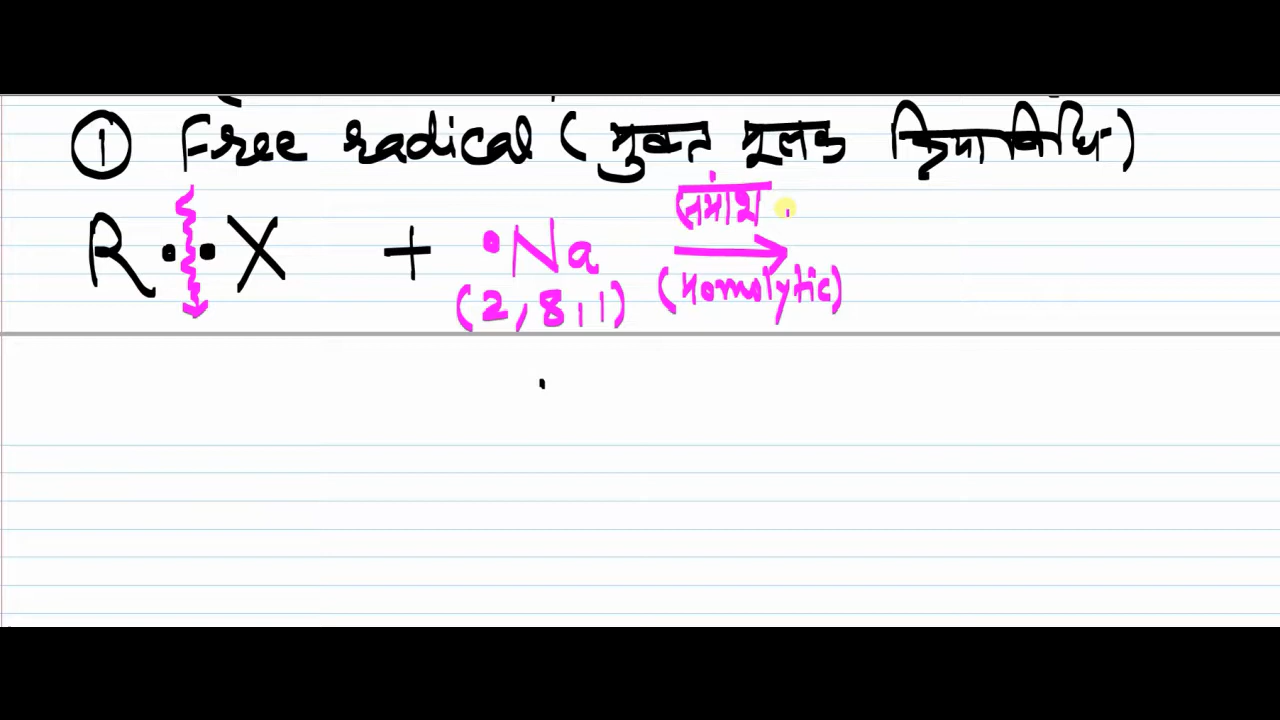 ① Free radical (मुक्त मूलक क्रियाविधि)
R • • X + •Na समांश
(2,8,1) (Homolytic)